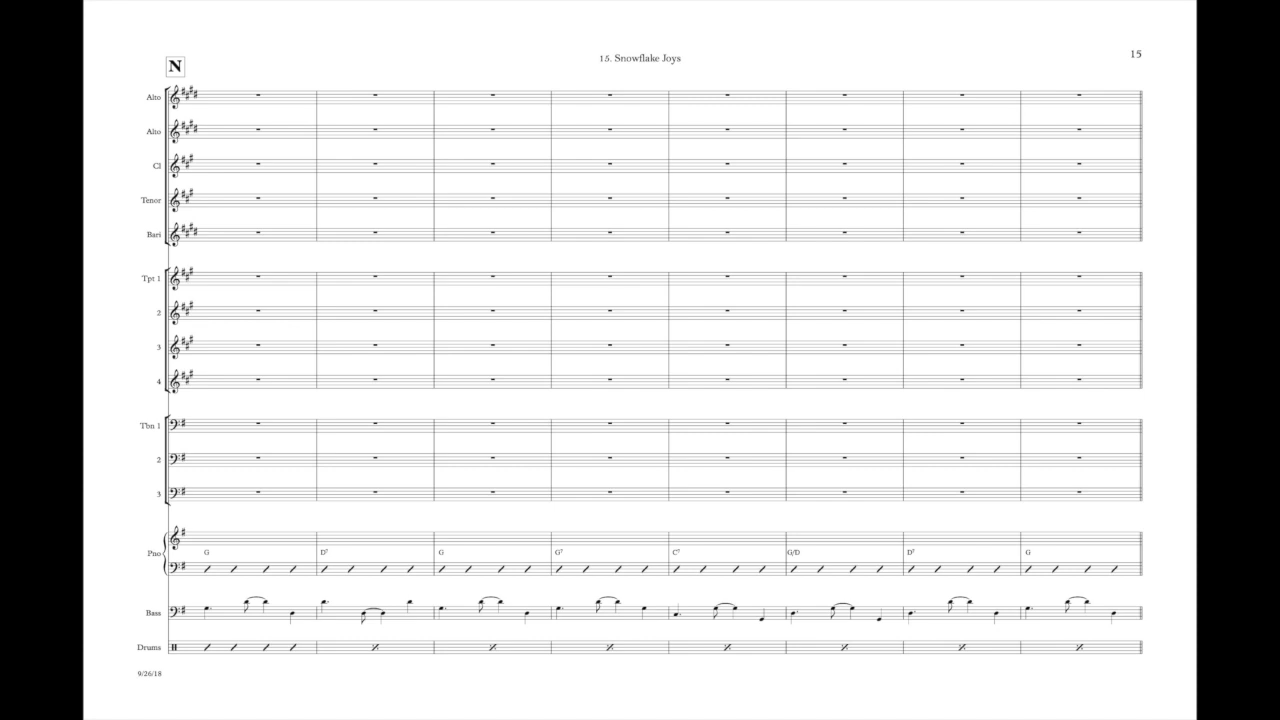 15. Snowflake Joys
15
N
Alto
Alto
Cl
Tenor
Bari
Tpt 1
2
3
4
Tbn 1
2
3
Pno
G D7 G G7 C7 G/D D7 G
Bass
Drums
9/26/18